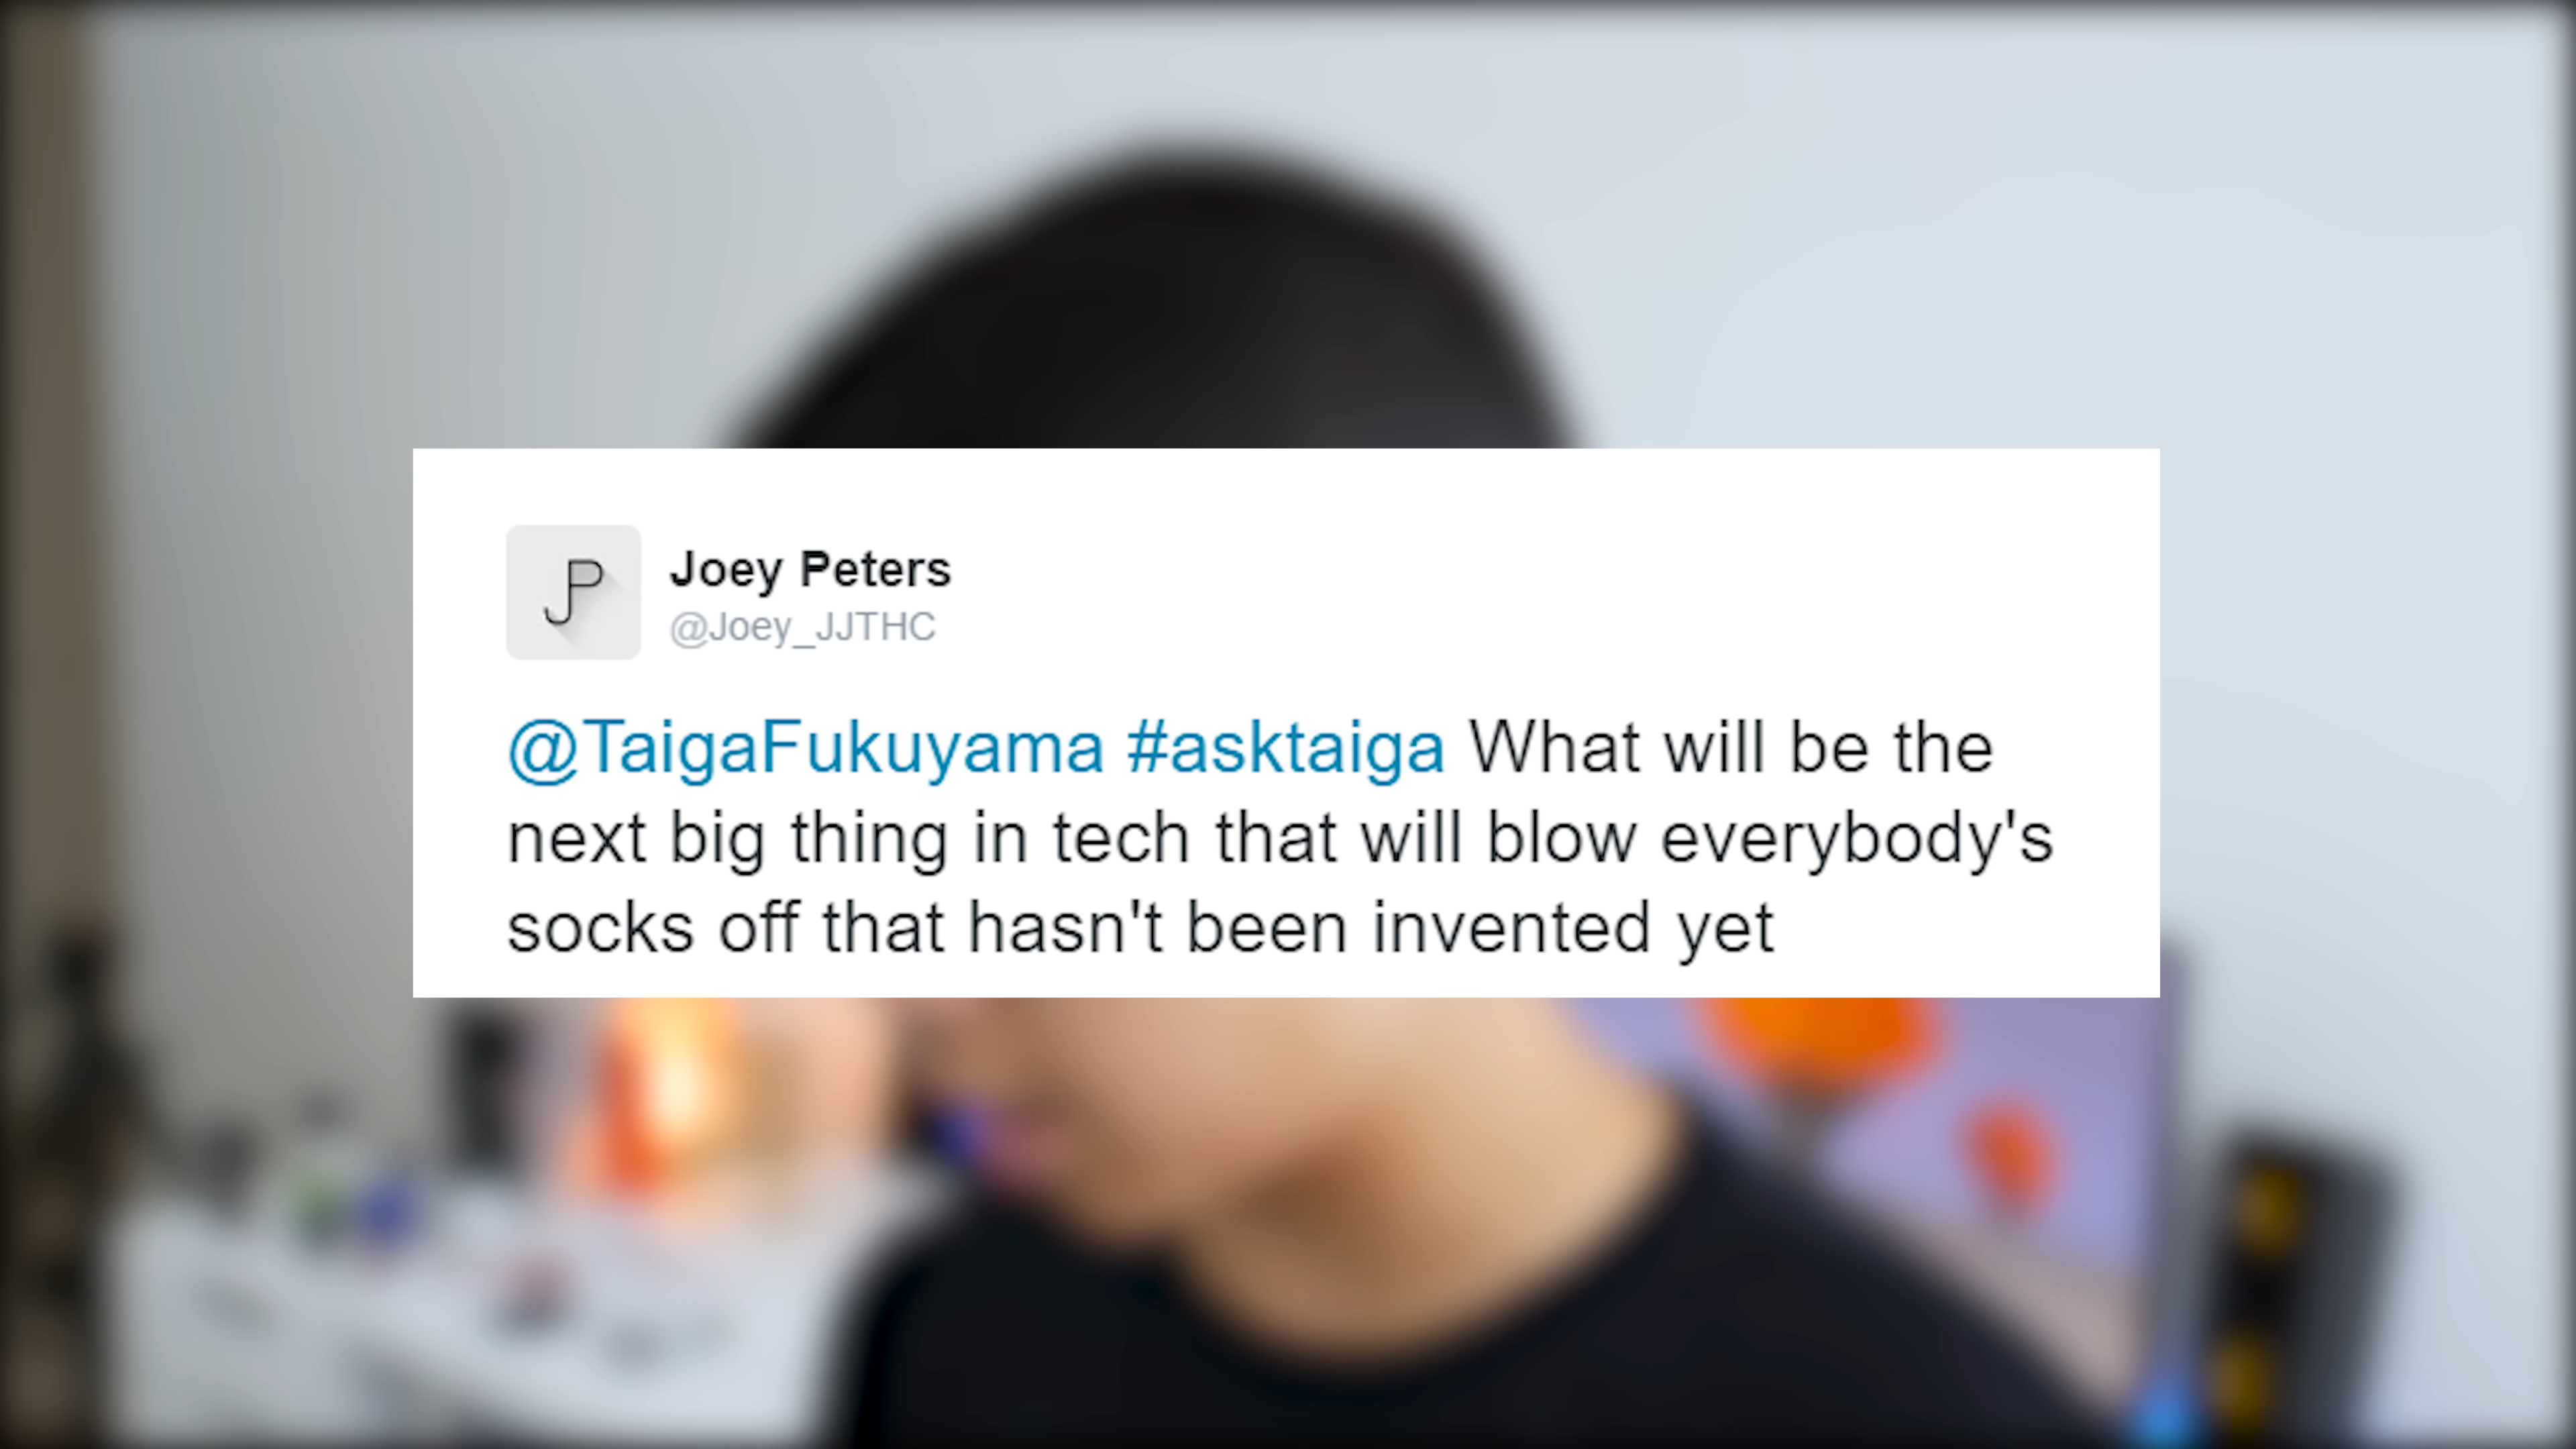 JP
Joey Peters
@Joey_JJTHC
@TaigaFukuyama #asktaiga What will be the
next big thing in tech that will blow everybody's
socks off that hasn't been invented yet